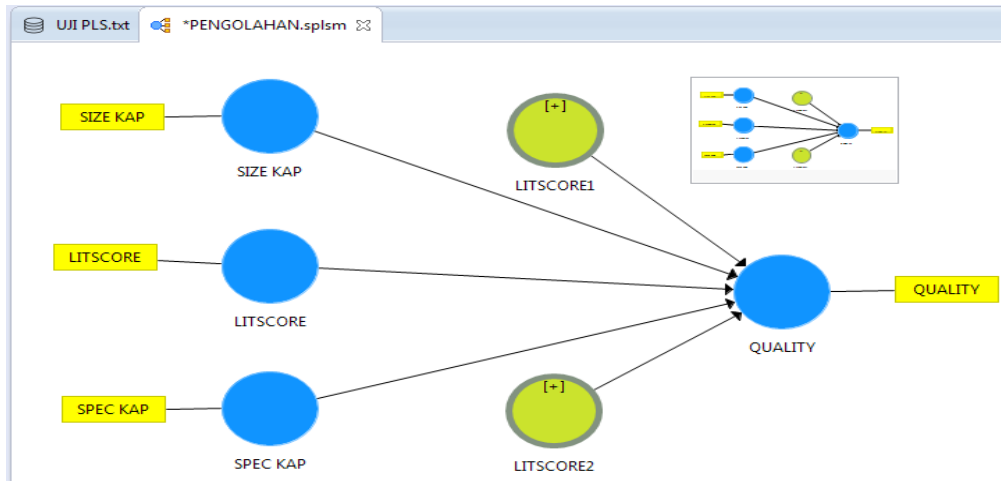 UJI PLS.txt
*PENGOLAHAN.splsm
SIZE KAP
SIZE KAP
[+]
LITSCORE1
LITSCORE
LITSCORE
QUALITY
QUALITY
SPEC KAP
SPEC KAP
[+]
LITSCORE2